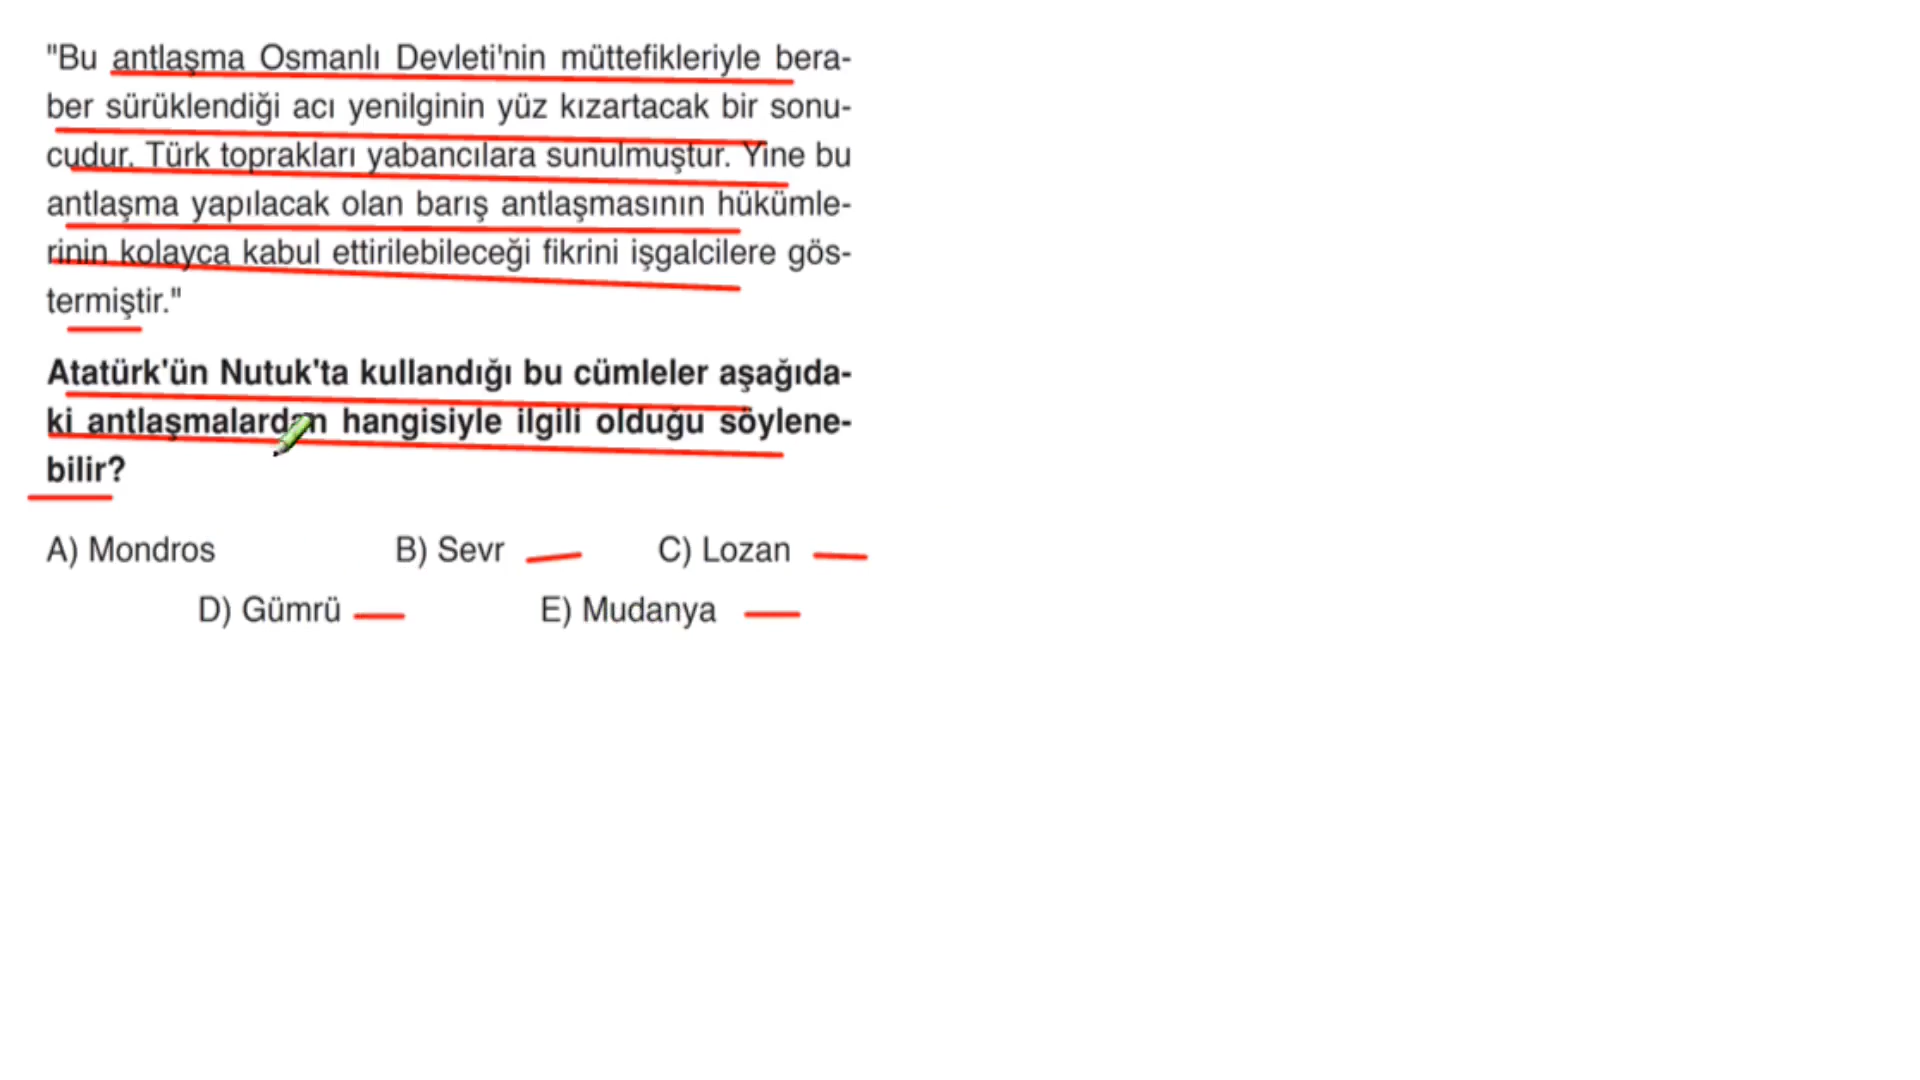 "Bu antlaşma Osmanlı Devleti'nin müttefikleriyle bera-
ber sürüklendiği acı yenilginin yüz kızartacak bir sonu-
cudur. Türk toprakları yabancılara sunulmuştur. Yine bu
antlaşma yapılacak olan barış antlaşmasının hükümle-
rinin kolayca kabul ettirilebileceği fikrini işgalcilere gös-
termiştir."
Atatürk'ün Nutuk'ta kullandığı bu cümleler aşağıda-
ki antlaşmalardan hangisiyle ilgili olduğu söylene-
bilir?
A) Mondros B) Sevr C) Lozan
D) Gümrü E) Mudanya